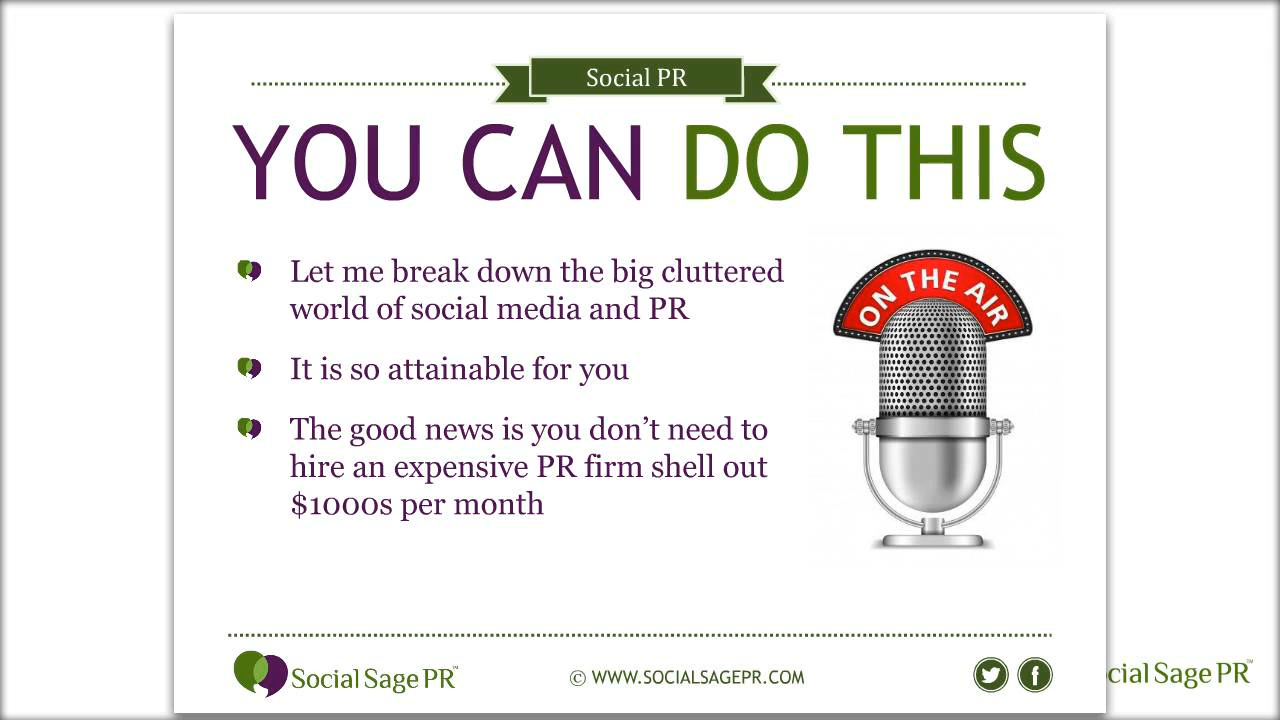 Social PR
YOU CAN DO THIS
Let me break down the big cluttered
world of social media and PR
It is so attainable for you
The good news is you don’t need to
hire an expensive PR firm shell out
$1000s per month
ON THE AIR
Social Sage PR™
© WWW.SOCIALSAGEPR.COM
cial Sage PR™